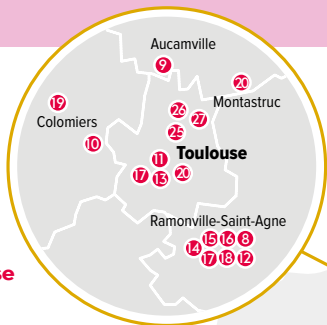 Aucamville
9
20
19
26
Montastruc
27
Colomiers
25
10
11
Toulouse
17
13
20
Ramonville-Saint-Agne
15 16 8
14
17 18 12
se